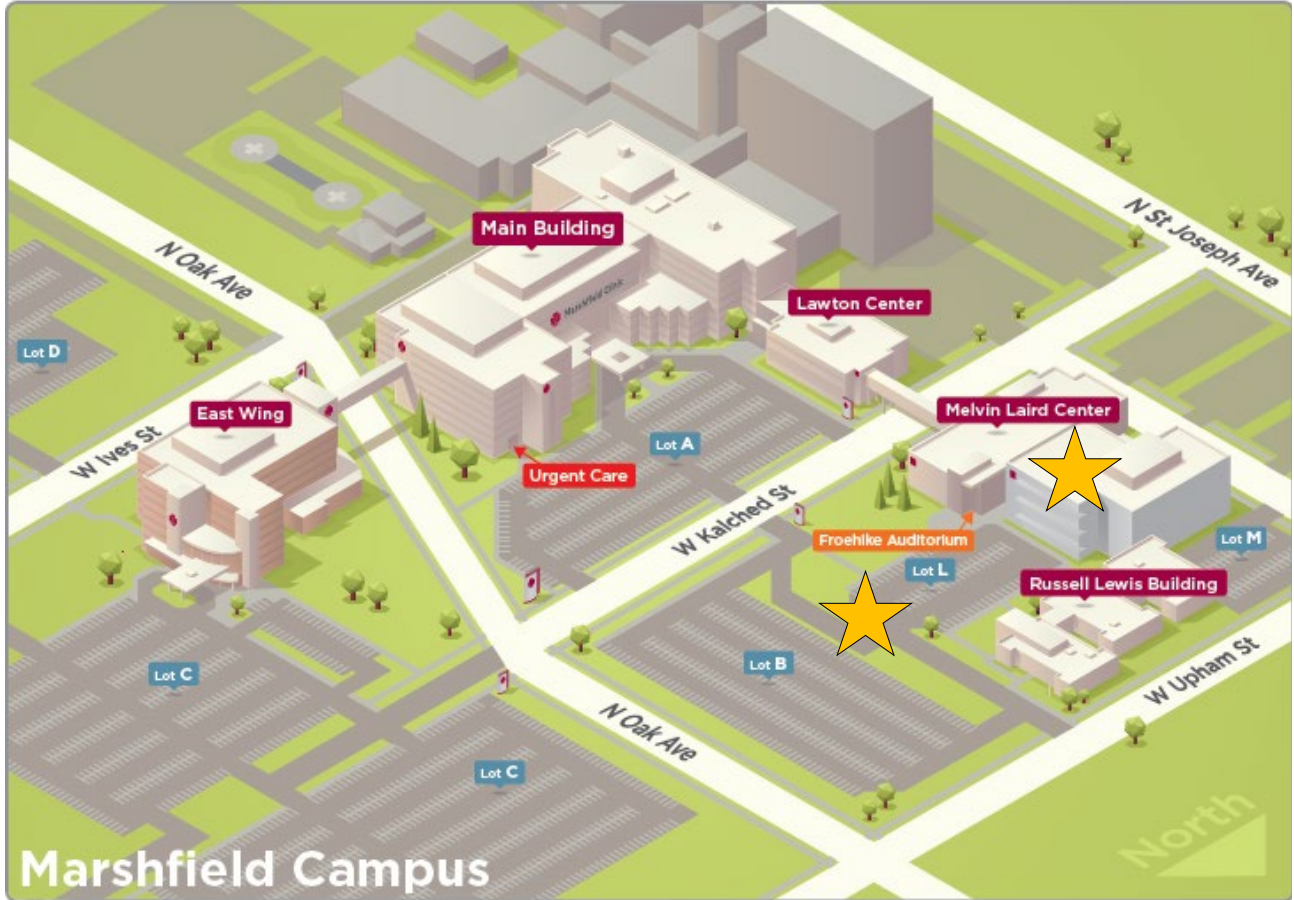 N St Joseph Ave
Main Building
N Oak Ave
Marshfield Clinic
Lawton Center
Lot D
East Wing
Melvin Laird Center
W Ives St
Lot A
Urgent Care
W Kalched St
Froehlke Auditorium
Lot M
Lot L
Russell Lewis Building
Lot B
Lot C
W Upham St
N Oak Ave
Lot C
North
Marshfield Campus